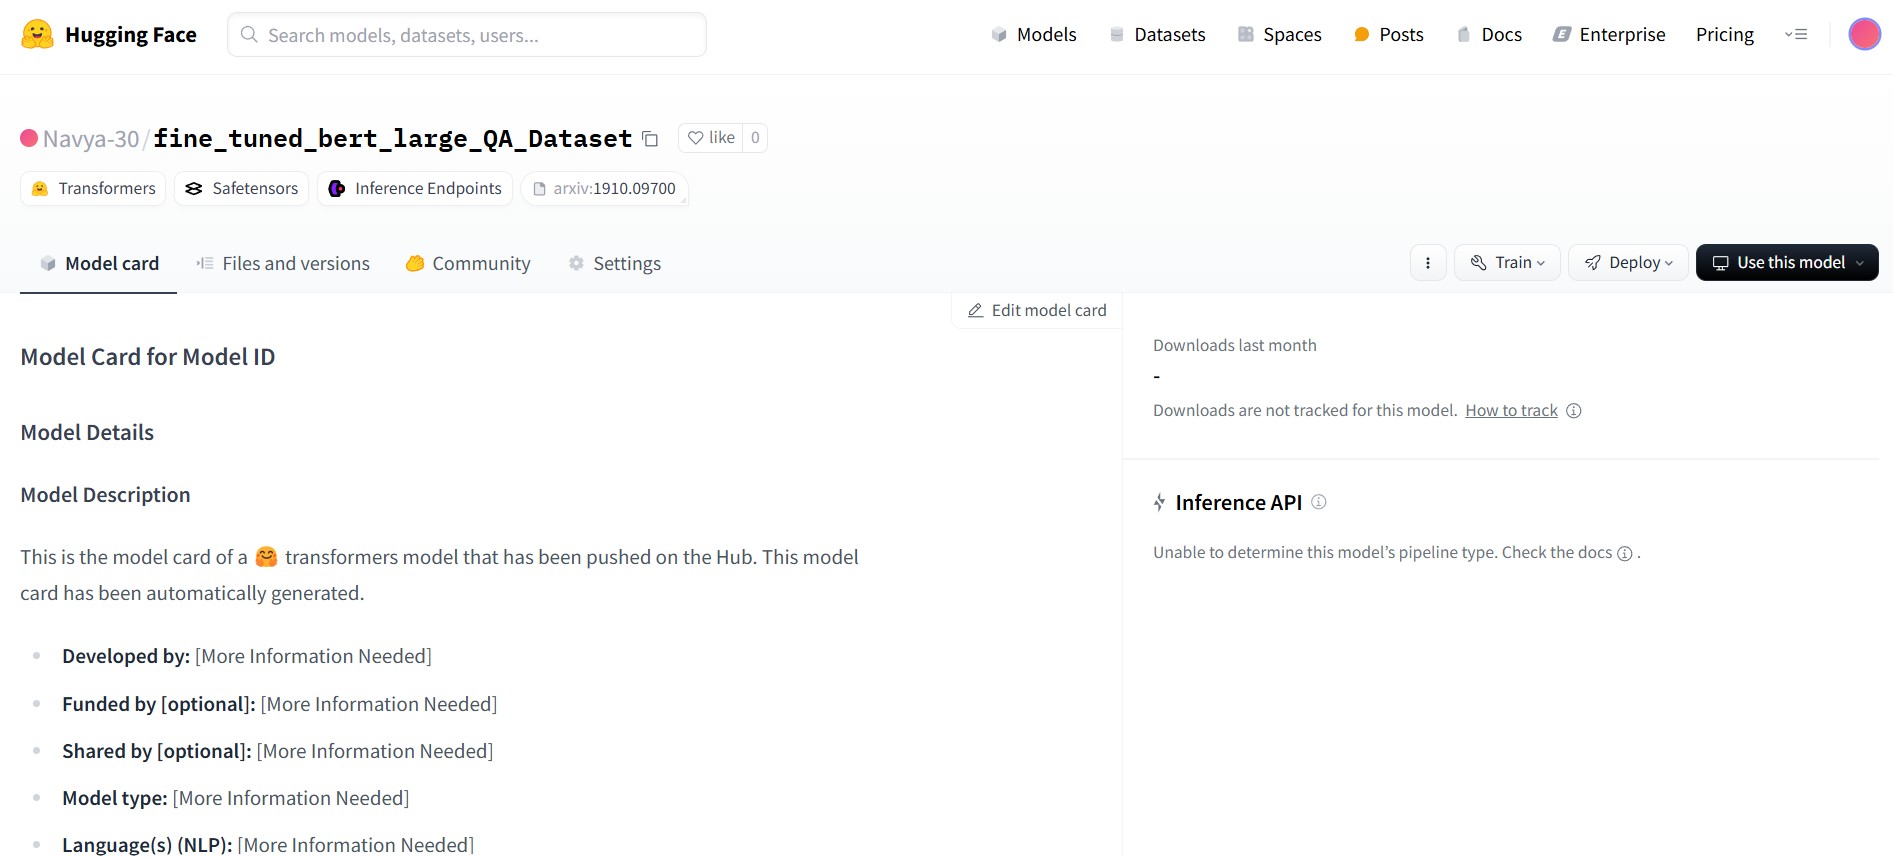 Hugging Face
Search models, datasets, users...
Models
Datasets
Spaces
Posts
Docs
Enterprise
Pricing
Navya-30/fine_tuned_bert_large_QA_Dataset
like 0
Transformers
Safetensors
Inference Endpoints
arxiv:1910.09700
Model card
Files and versions
Community
Settings
Train
Deploy
Use this model
Edit model card
Model Card for Model ID
Model Details
Model Description
This is the model card of a 🤗 transformers model that has been pushed on the Hub. This model
card has been automatically generated.
Developed by: [More Information Needed]
Funded by [optional]: [More Information Needed]
Shared by [optional]: [More Information Needed]
Model type: [More Information Needed]
Language(s) (NLP): [More Information Needed]
Downloads last month
-
Downloads are not tracked for this model. How to track
Inference API
Unable to determine this model's pipeline type. Check the docs .